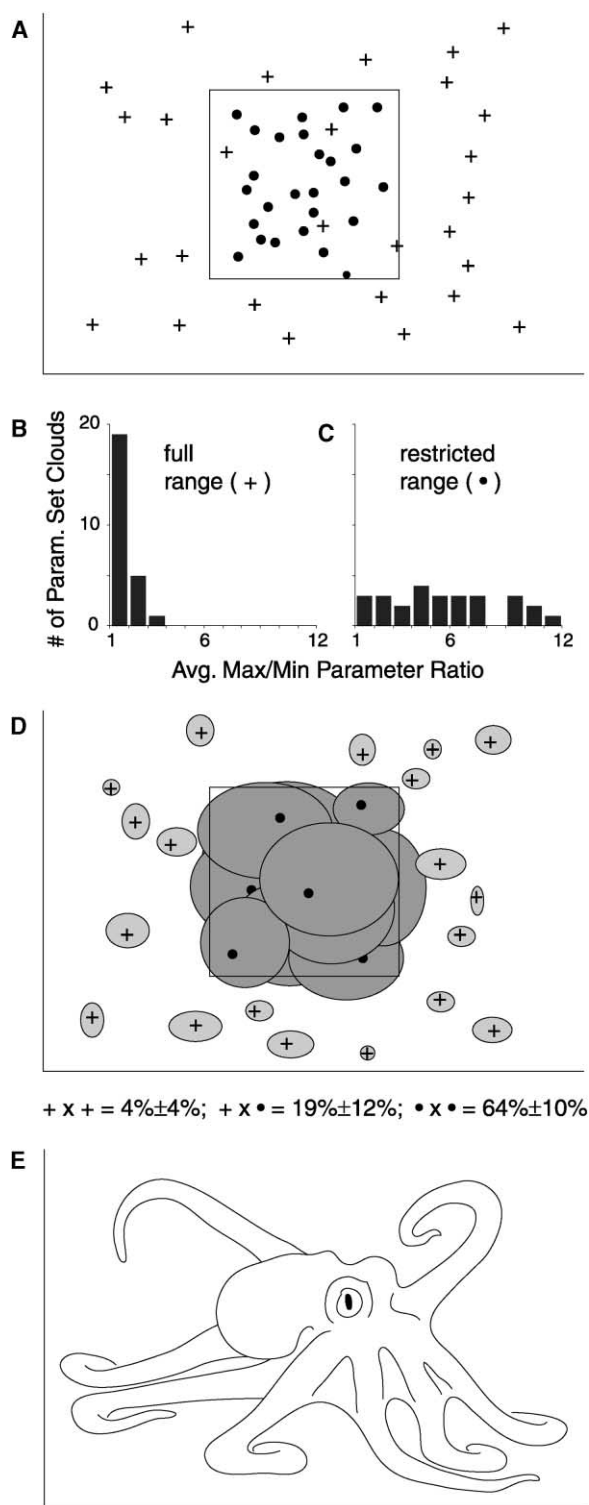 A
B
# of Param. Set Clouds
20
10
0
full
range ( + )
1
6
12
C
restricted
range ( • )
1
6
12
Avg. Max/Min Parameter Ratio
D
+ x + = 4%±4%; + x • = 19%±12%; • x • = 64%±10%
E